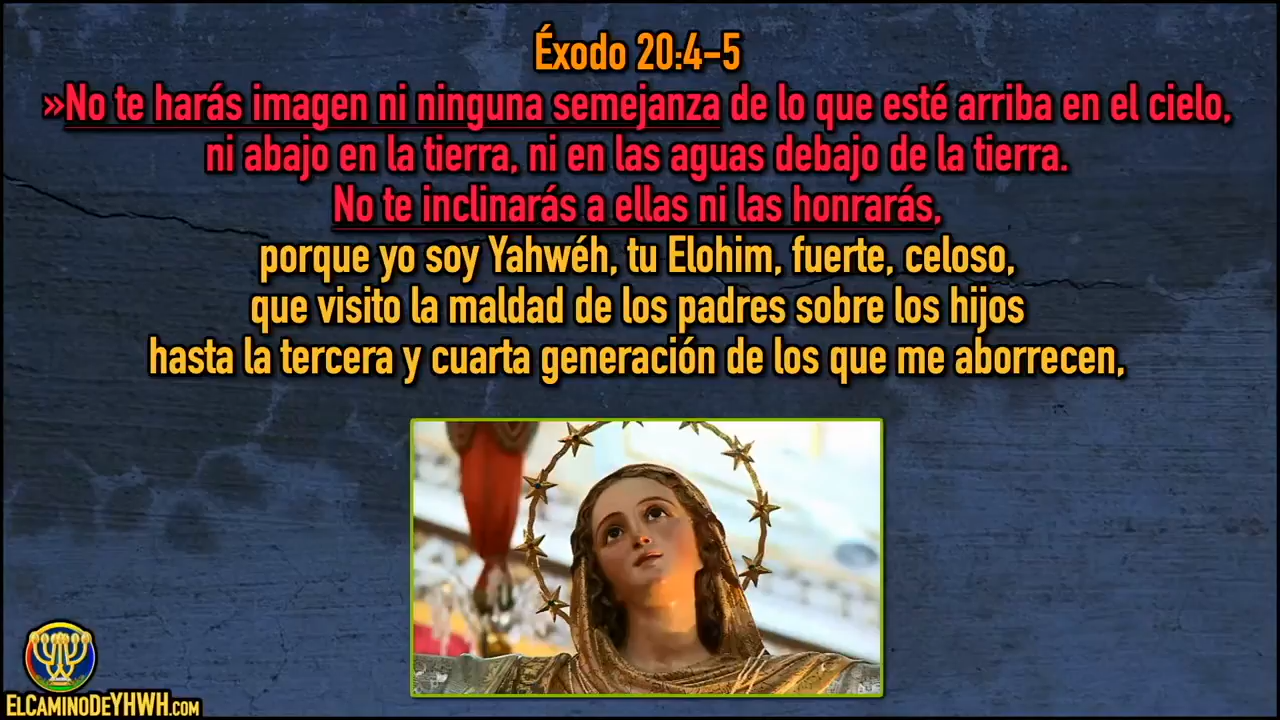 Éxodo 20:4-5
»No te harás imagen ni ninguna semejanza de lo que esté arriba en el cielo,
ni abajo en la tierra, ni en las aguas debajo de la tierra.
No te inclinarás a ellas ni las honrarás,
porque yo soy Yahwéh, tu Elohim, fuerte, celoso,
que visito la maldad de los padres sobre los hijos
hasta la tercera y cuarta generación de los que me aborrecen,
ELCAMINODEYHWH.COM